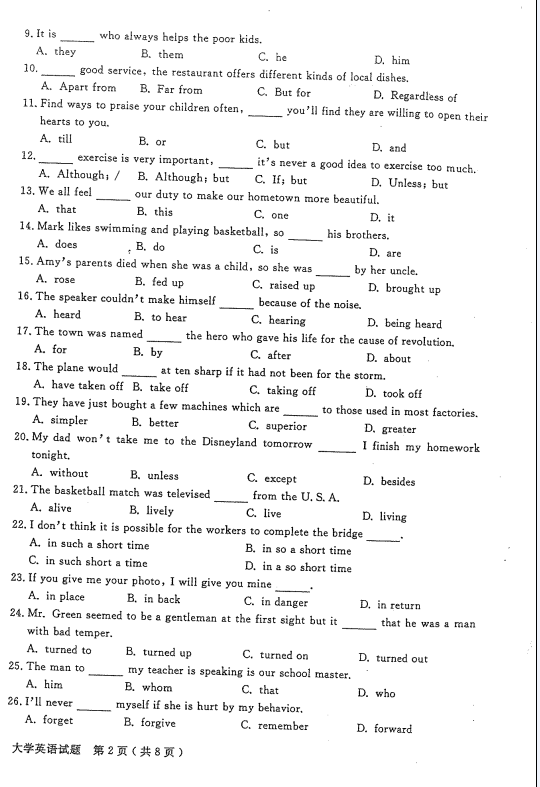 9. It is ______ who always helps the poor kids.
A. they B. them C. he D. him
10. ______ good service, the restaurant offers different kinds of local dishes.
A. Apart from B. Far from C. But for D. Regardless of
11. Find ways to praise your children often, ______ you'll find they are willing to open their
hearts to you.
A. till B. or C. but D. and
12. ______ exercise is very important, ______ it's never a good idea to exercise too much.
A. Although; / B. Although; but C. If; but D. Unless; but
13. We all feel ______ our duty to make our hometown more beautiful.
A. that B. this C. one D. it
14. Mark likes swimming and playing basketball, so ______ his brothers.
A. does B. do C. is D. are
15. Amy's parents died when she was a child, so she was ______ by her uncle.
A. rose B. fed up C. raised up D. brought up
16. The speaker couldn't make himself ______ because of the noise.
A. heard B. to hear C. hearing D. being heard
17. The town was named ______ the hero who gave his life for the cause of revolution.
A. for B. by C. after D. about
18. The plane would ______ at ten sharp if it had not been for the storm.
A. have taken off B. take off C. taking off D. took off
19. They have just bought a few machines which are ______ to those used in most factories.
A. simpler B. better C. superior D. greater
20. My dad won't take me to the Disneyland tomorrow ______ I finish my homework
tonight.
A. without B. unless C. except D. besides
21. The basketball match was televised ______ from the U. S. A.
A. alive B. lively C. live D. living
22. I don't think it is possible for the workers to complete the bridge ______.
A. in such a short time B. in so a short time
C. in such short a time D. in a so short time
23. If you give me your photo, I will give you mine ______.
A. in place B. in back C. in danger D. in return
24. Mr. Green seemed to be a gentleman at the first sight but it ______ that he was a man
with bad temper.
A. turned to B. turned up C. turned on D. turned out
25. The man to ______ my teacher is speaking is our school master.
A. him B. whom C. that D. who
26. I'll never ______ myself if she is hurt by my behavior.
A. forget B. forgive C. remember D. forward
大学英语试题 第 2 页 ( 共 8 页 )